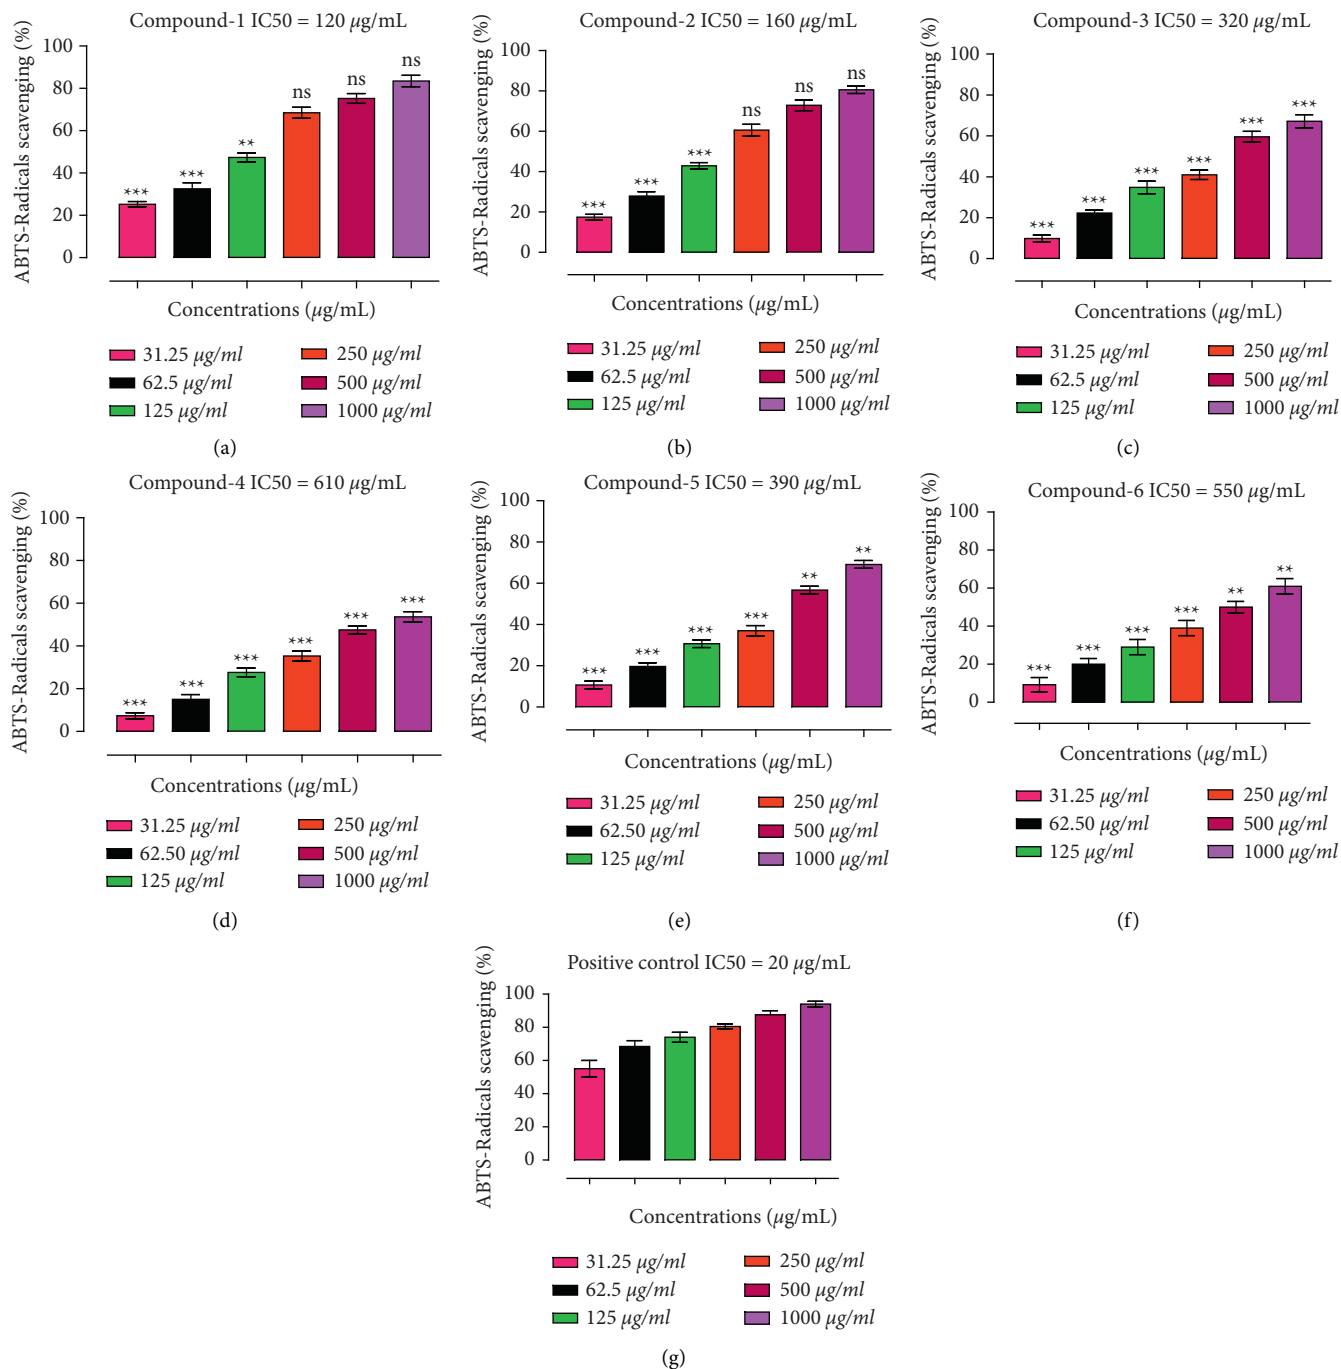 Compound-1 IC50 = 120 µg/mL
ABTS-Radicals scavenging (%)
100
80
60
40
20
0
***
***
**
ns
ns
ns
Concentrations (µg/mL)
31.25 µg/ml
62.5 µg/ml
125 µg/ml
250 µg/ml
500 µg/ml
1000 µg/ml
(a)
Compound-2 IC50 = 160 µg/mL
ABTS-Radicals scavenging (%)
100
80
60
40
20
0
***
***
***
ns
ns
ns
Concentrations (µg/mL)
31.25 µg/ml
62.5 µg/ml
125 µg/ml
250 µg/ml
500 µg/ml
1000 µg/ml
(b)
Compound-3 IC50 = 320 µg/mL
ABTS-Radicals scavenging (%)
100
80
60
40
20
0
***
***
***
***
***
***
Concentrations (µg/mL)
31.25 µg/ml
62.5 µg/ml
125 µg/ml
250 µg/ml
500 µg/ml
1000 µg/ml
(c)
Compound-4 IC50 = 610 µg/mL
ABTS-Radicals scavenging (%)
100
80
60
40
20
0
***
***
***
***
***
***
Concentrations (µg/mL)
31.25 µg/ml
62.50 µg/ml
125 µg/ml
250 µg/ml
500 µg/ml
1000 µg/ml
(d)
Compound-5 IC50 = 390 µg/mL
ABTS-Radicals scavenging (%)
100
80
60
40
20
0
***
***
***
***
**
**
Concentrations (µg/mL)
31.25 µg/ml
62.50 µg/ml
125 µg/ml
250 µg/ml
500 µg/ml
1000 µg/ml
(e)
Compound-6 IC50 = 550 µg/mL
ABTS-Radicals scavenging (%)
100
80
60
40
20
0
***
***
***
***
**
**
Concentrations (µg/mL)
31.25 µg/ml
62.50 µg/ml
125 µg/ml
250 µg/ml
500 µg/ml
1000 µg/ml
(f)
Positive control IC50 = 20 µg/mL
ABTS-Radicals scavenging (%)
100
80
60
40
20
0
Concentrations (µg/mL)
31.25 µg/ml
62.5 µg/ml
125 µg/ml
250 µg/ml
500 µg/ml
1000 µg/ml
(g)